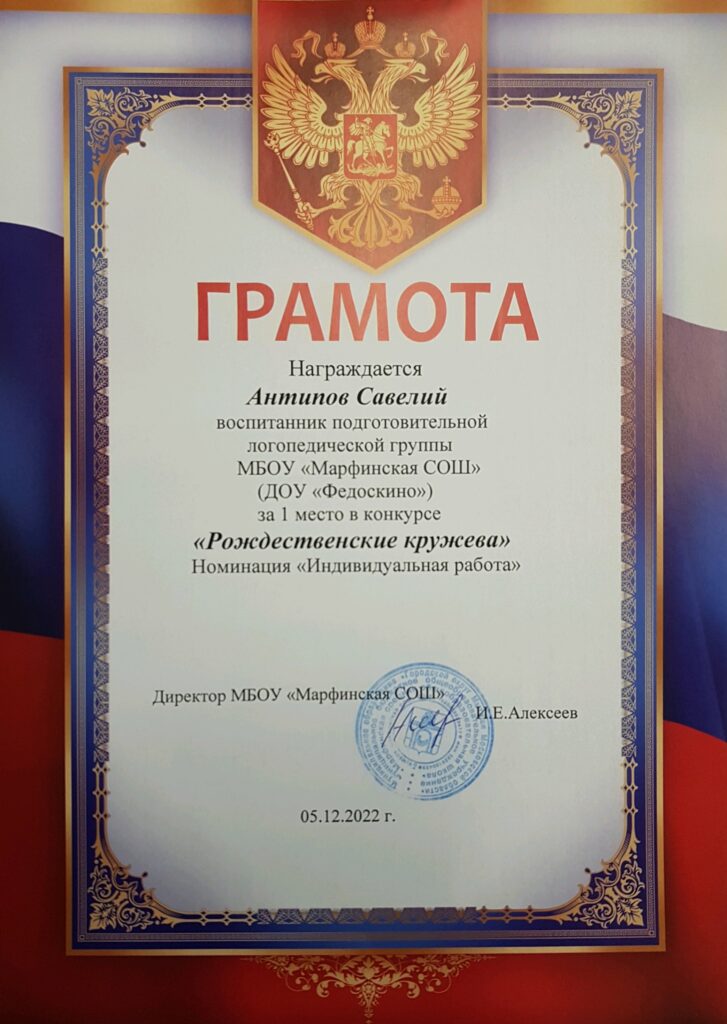 ГРАМОТА
Награждается
Антипов Савелий
воспитанник подготовительной
логопедической группы
МБОУ «Марфинская СОШ»
(ДОУ «Федоскино»)
за 1 место в конкурсе
«Рождественские кружева»
Номинация «Индивидуальная работа»
Директор МБОУ «Марфинская СОШ»
И.Е.Алексеев
05.12.2022 г.